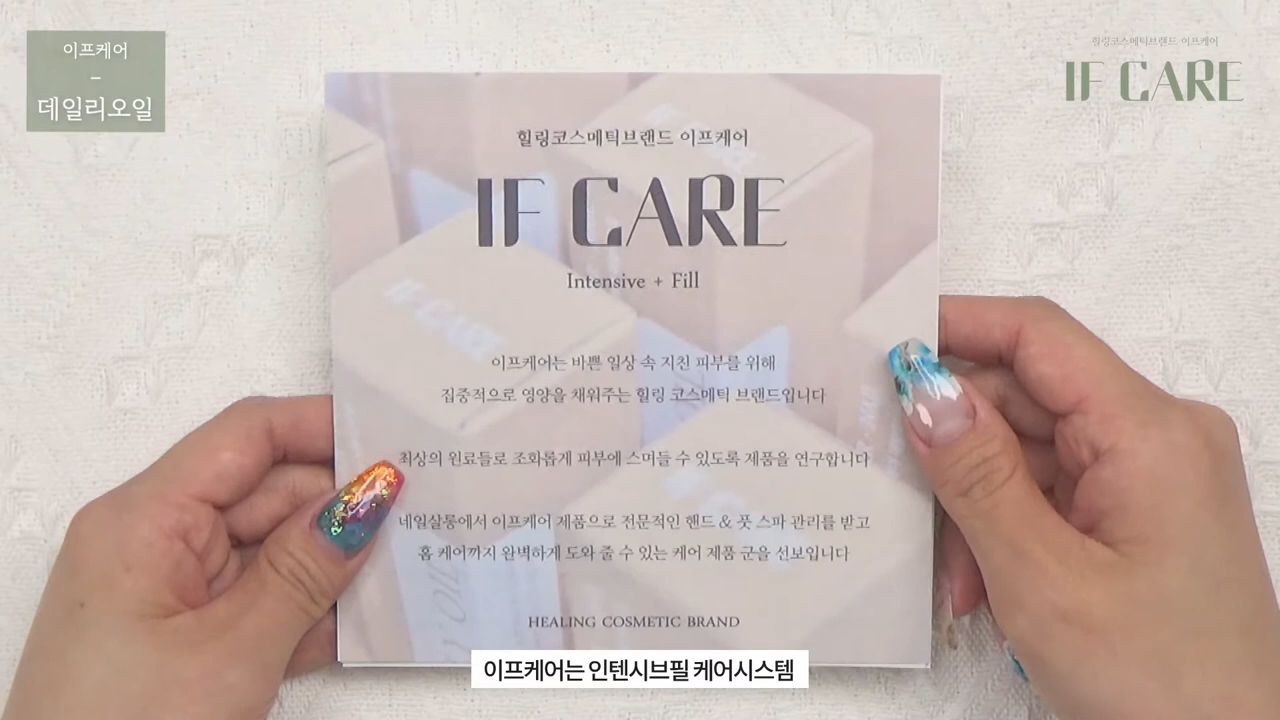 이프케어
–
데일리오일
힐링코스메틱브랜드 이프케어
IF CARE
힐링코스메틱브랜드 이프케어
IF CARE
Intensive + Fill
이프케어는 바쁜 일상 속 지친 피부를 위해
집중적으로 영양을 채워주는 힐링 코스메틱 브랜드입니다
최상의 원료들로 조화롭게 피부에 스며들 수 있도록 제품을 연구합니다
네일살롱에서 이프케어 제품으로 전문적인 핸드 & 풋 스파 관리를 받고
홈 케어까지 완벽하게 도와 줄 수 있는 케어 제품 군을 선보입니다
HEALING COSMETIC BRAND
이프케어는 인텐시브필 케어시스템